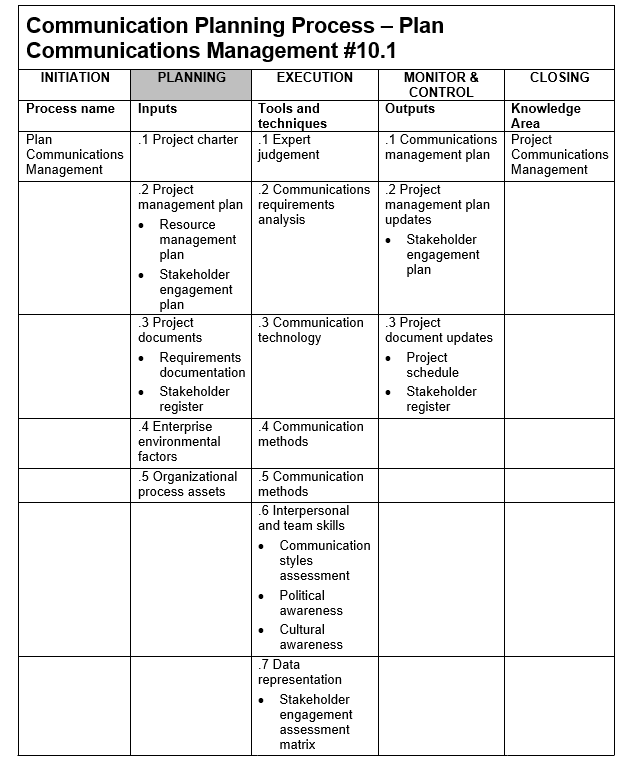 Communication Planning Process – Plan
Communications Management #10.1
INITIATION
PLANNING
EXECUTION
MONITOR &
CONTROL
CLOSING
Process name
Inputs
Tools and
techniques
Outputs
Knowledge
Area
Plan
Communications
Management
.1 Project charter
.1 Expert
judgement
.1 Communications
management plan
Project
Communications
Management
.2 Project
management plan
• Resource
management
plan
• Stakeholder
engagement
plan
.2 Communications
requirements
analysis
.2 Project
management plan
updates
• Stakeholder
engagement
plan
.3 Project
documents
• Requirements
documentation
• Stakeholder
register
.3 Communication
technology
.3 Project
document updates
• Project
schedule
• Stakeholder
register
.4 Enterprise
environmental
factors
.4 Communication
methods
.5 Organizational
process assets
.5 Communication
methods
.6 Interpersonal
and team skills
• Communication
styles
assessment
• Political
awareness
• Cultural
awareness
.7 Data
representation
• Stakeholder
engagement
assessment
matrix